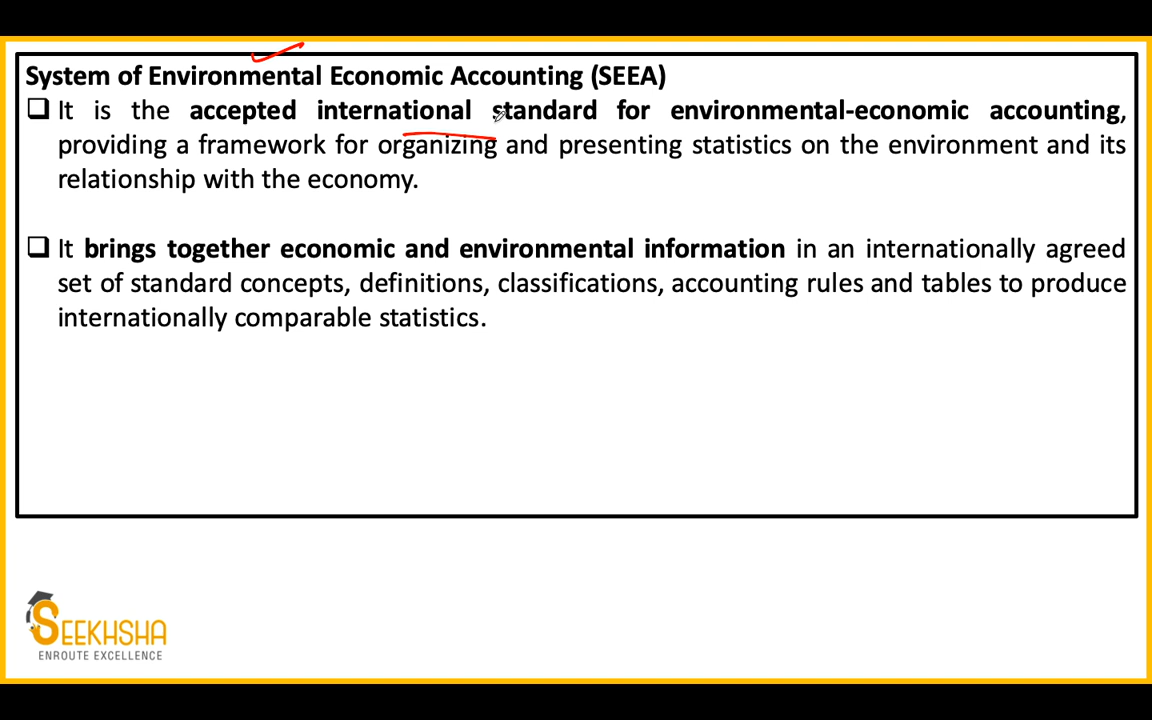 System of Environmental Economic Accounting (SEEA)
❑ It is the accepted international standard for environmental-economic accounting,
providing a framework for organizing and presenting statistics on the environment and its
relationship with the economy.
❑ It brings together economic and environmental information in an internationally agreed
set of standard concepts, definitions, classifications, accounting rules and tables to produce
internationally comparable statistics.
SEEKHSHA
ENROUTE EXCELLENCE